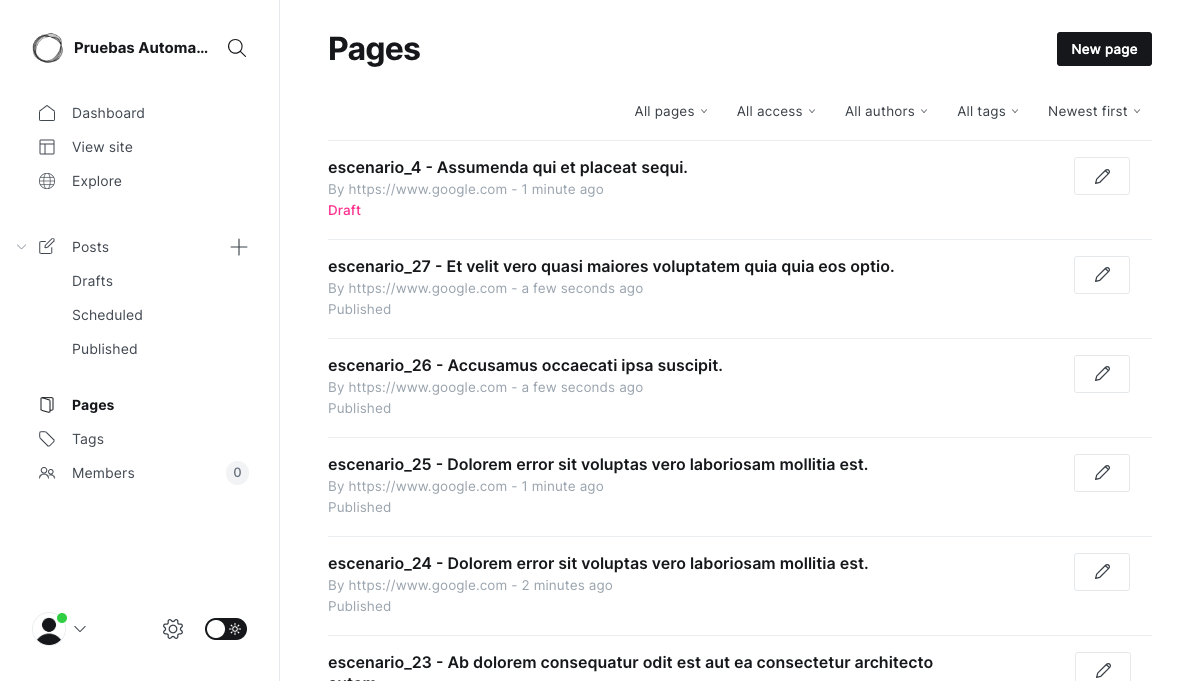 Pruebas Automa...
Dashboard
View site
Explore
Posts
Drafts
Scheduled
Published
Pages
Tags
Members 0
Pages
New page
All pages All access All authors All tags Newest first
escenario_4 - Assumenda qui et placeat sequi.
By https://www.google.com - 1 minute ago
Draft
escenario_27 - Et velit vero quasi maiores voluptatem quia quia eos optio.
By https://www.google.com - a few seconds ago
Published
escenario_26 - Accusamus occaecati ipsa suscipit.
By https://www.google.com - a few seconds ago
Published
escenario_25 - Dolorem error sit voluptas vero laboriosam mollitia est.
By https://www.google.com - 1 minute ago
Published
escenario_24 - Dolorem error sit voluptas vero laboriosam mollitia est.
By https://www.google.com - 2 minutes ago
Published
escenario_23 - Ab dolorem consequatur odit est aut ea consectetur architecto